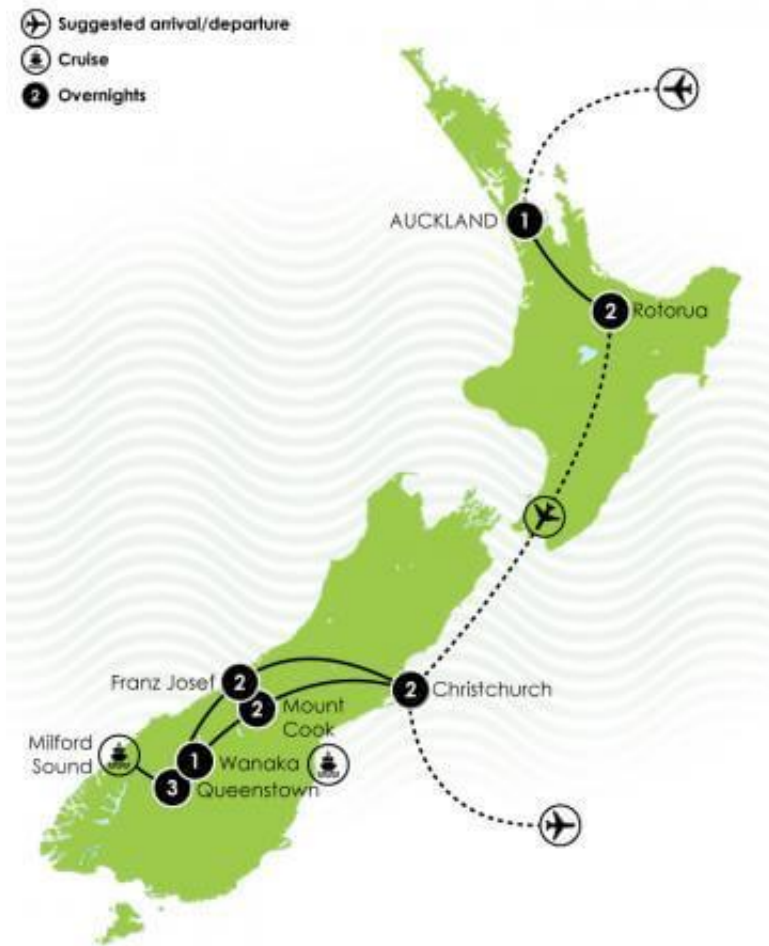 Suggested arrival/departure
Cruise
2 Overnights
AUCKLAND 1
2 Rotorua
Franz Josef 2
2 Christchurch
2 Mount
Cook
Milford
Sound
1 Wanaka
3 Queenstown